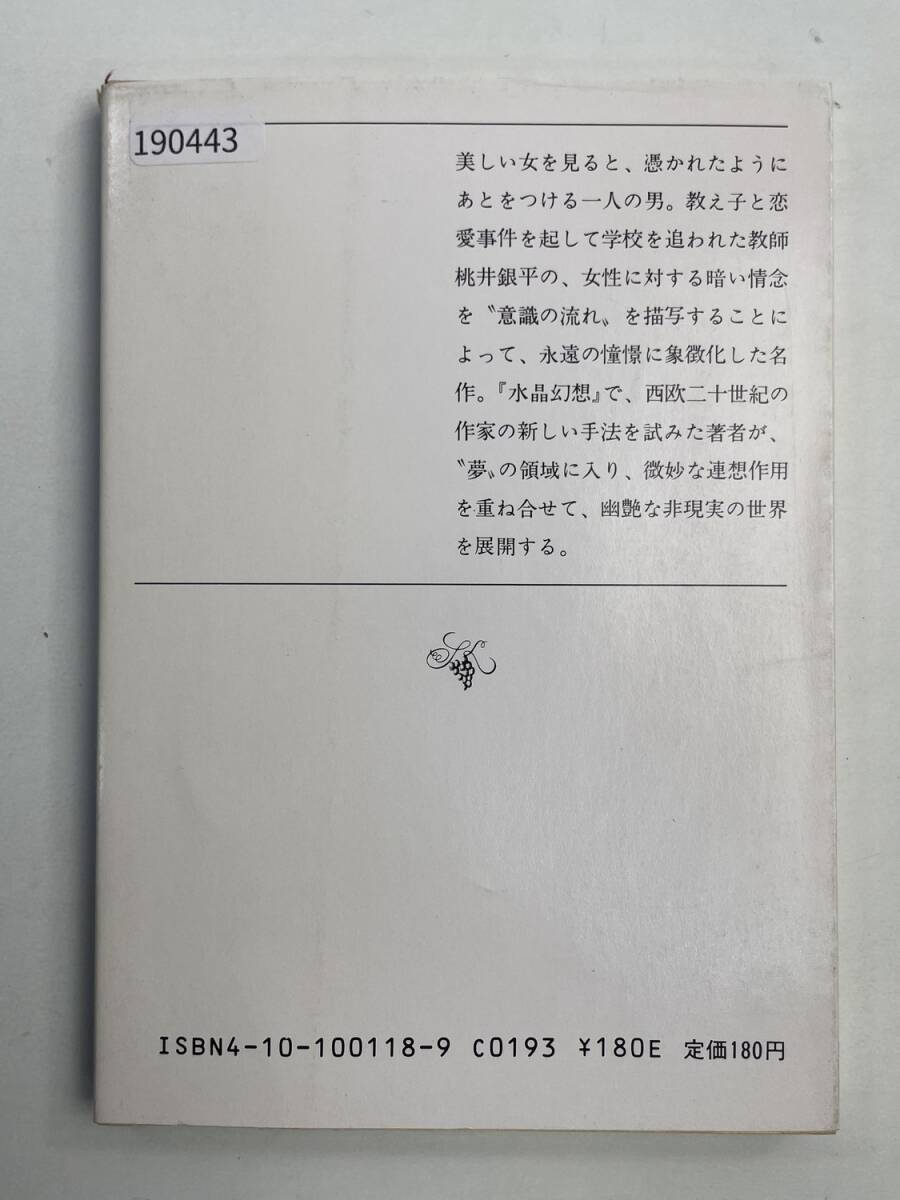 190443
美しい女を見ると、憑かれたように
あとをつける一人の男。教え子と恋
愛事件を起して学校を追われた教師
桃井銀平の、女性に対する暗い情念
を〝意識の流れ〟を描写することに
よって、永遠の憧憬に象徴化した名
作。『水晶幻想』で、西欧二十世紀の
作家の新しい手法を試みた著者が、
〝夢〟の領域に入り、微妙な連想作用
を重ね合せて、幽艶な非現実の世界
を展開する。
SK
ISBN4-10-100118-9 C0193 ¥180E 定価180円